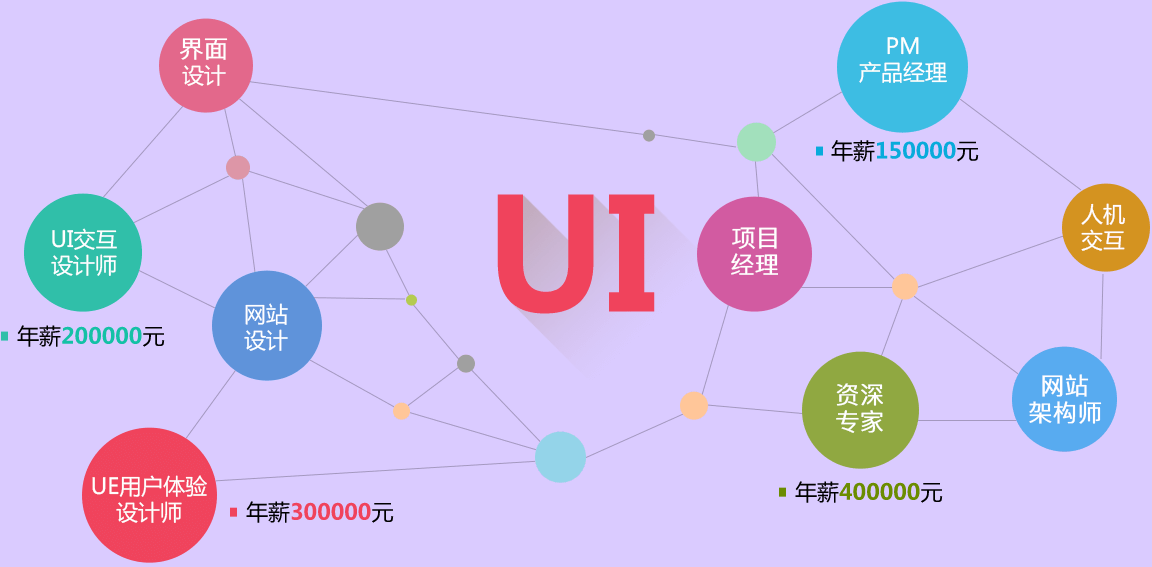 界面
设计
PM
产品经理
年薪150000元
UI
人机
交互
UI交互
设计师
年薪200000元
项目
经理
网站
设计
网站
架构师
资深
专家
年薪400000元
UE用户体验
设计师
年薪300000元